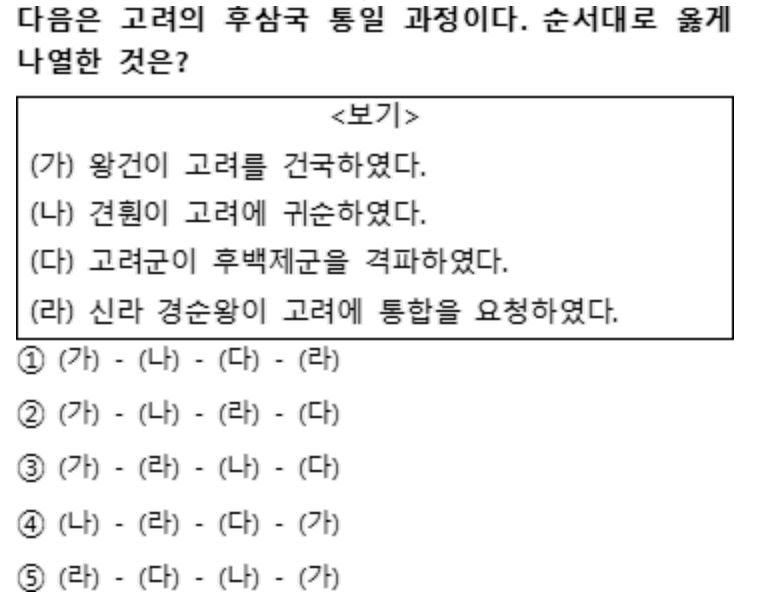 다음은 고려의 후삼국 통일 과정이다. 순서대로 옳게
나열한 것은?
<보기>
(가) 왕건이 고려를 건국하였다.
(나) 견훤이 고려에 귀순하였다.
(다) 고려군이 후백제군을 격파하였다.
(라) 신라 경순왕이 고려에 통합을 요청하였다.
① (가) - (나) - (다) - (라)
② (가) - (나) - (라) - (다)
③ (가) - (라) - (나) - (다)
④ (나) - (라) - (다) - (가)
⑤ (라) - (다) - (나) - (가)